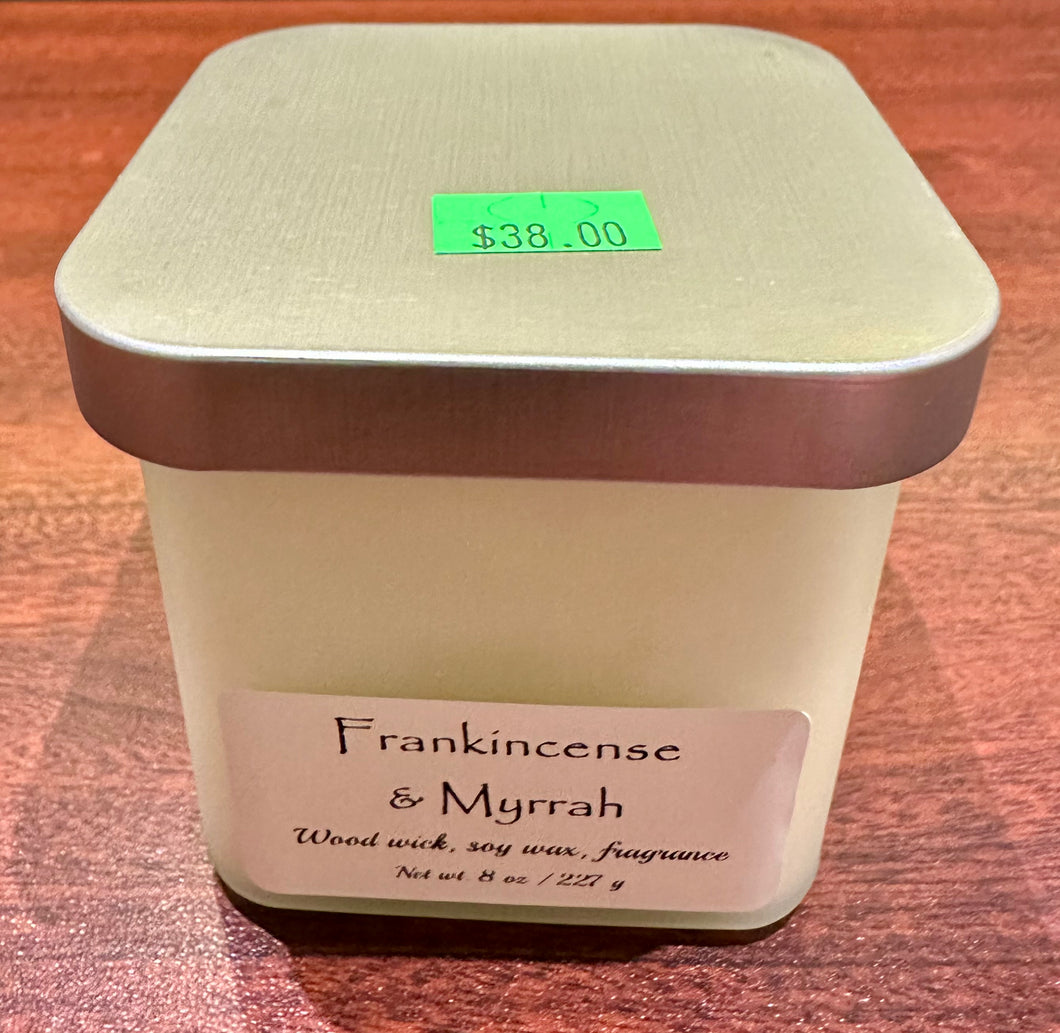 $38.00
Frankincense
& Myrrah
Wood wick, soy wax, fragrance
Net wt. 8 oz / 227 g